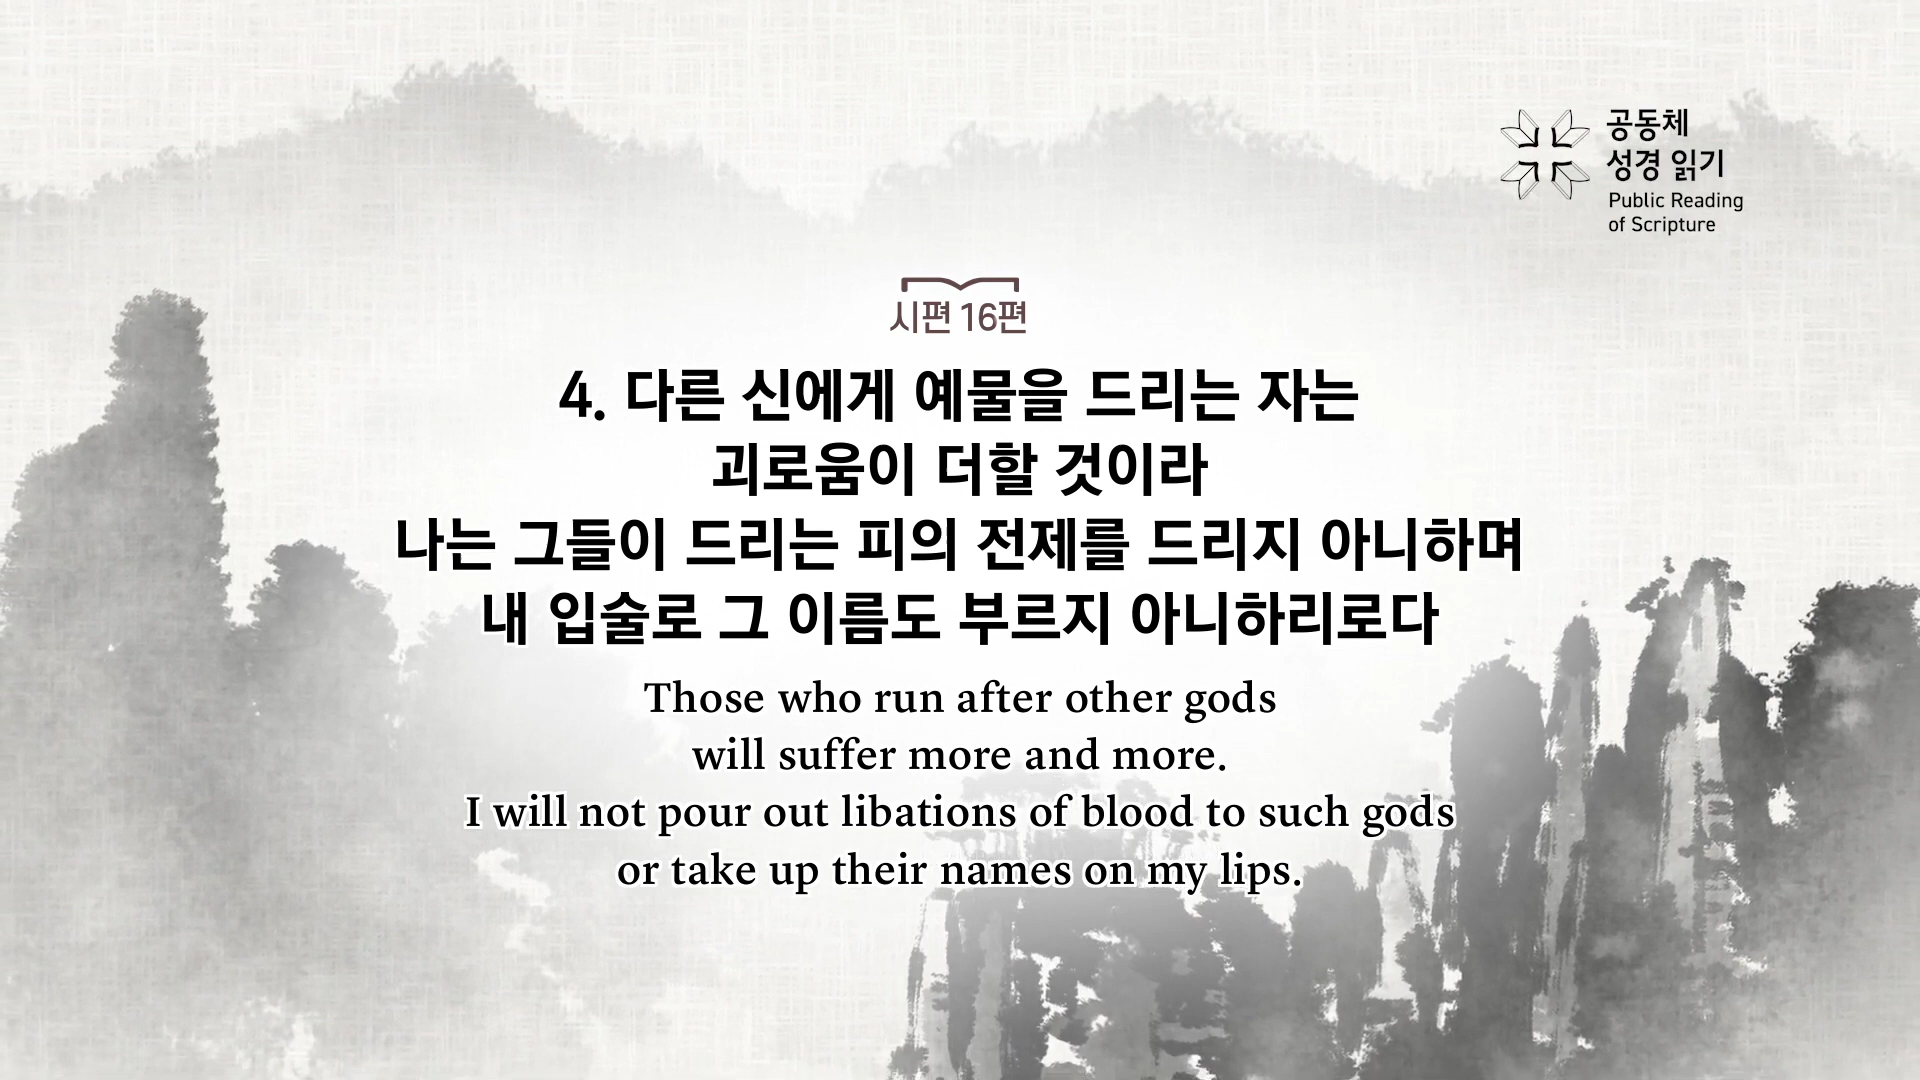 공동체
성경 읽기
Public Reading
of Scripture
시편 16편
4. 다른 신에게 예물을 드리는 자는
괴로움이 더할 것이라
나는 그들이 드리는 피의 전제를 드리지 아니하며
내 입술로 그 이름도 부르지 아니하리로다
Those who run after other gods
will suffer more and more.
I will not pour out libations of blood to such gods
or take up their names on my lips.